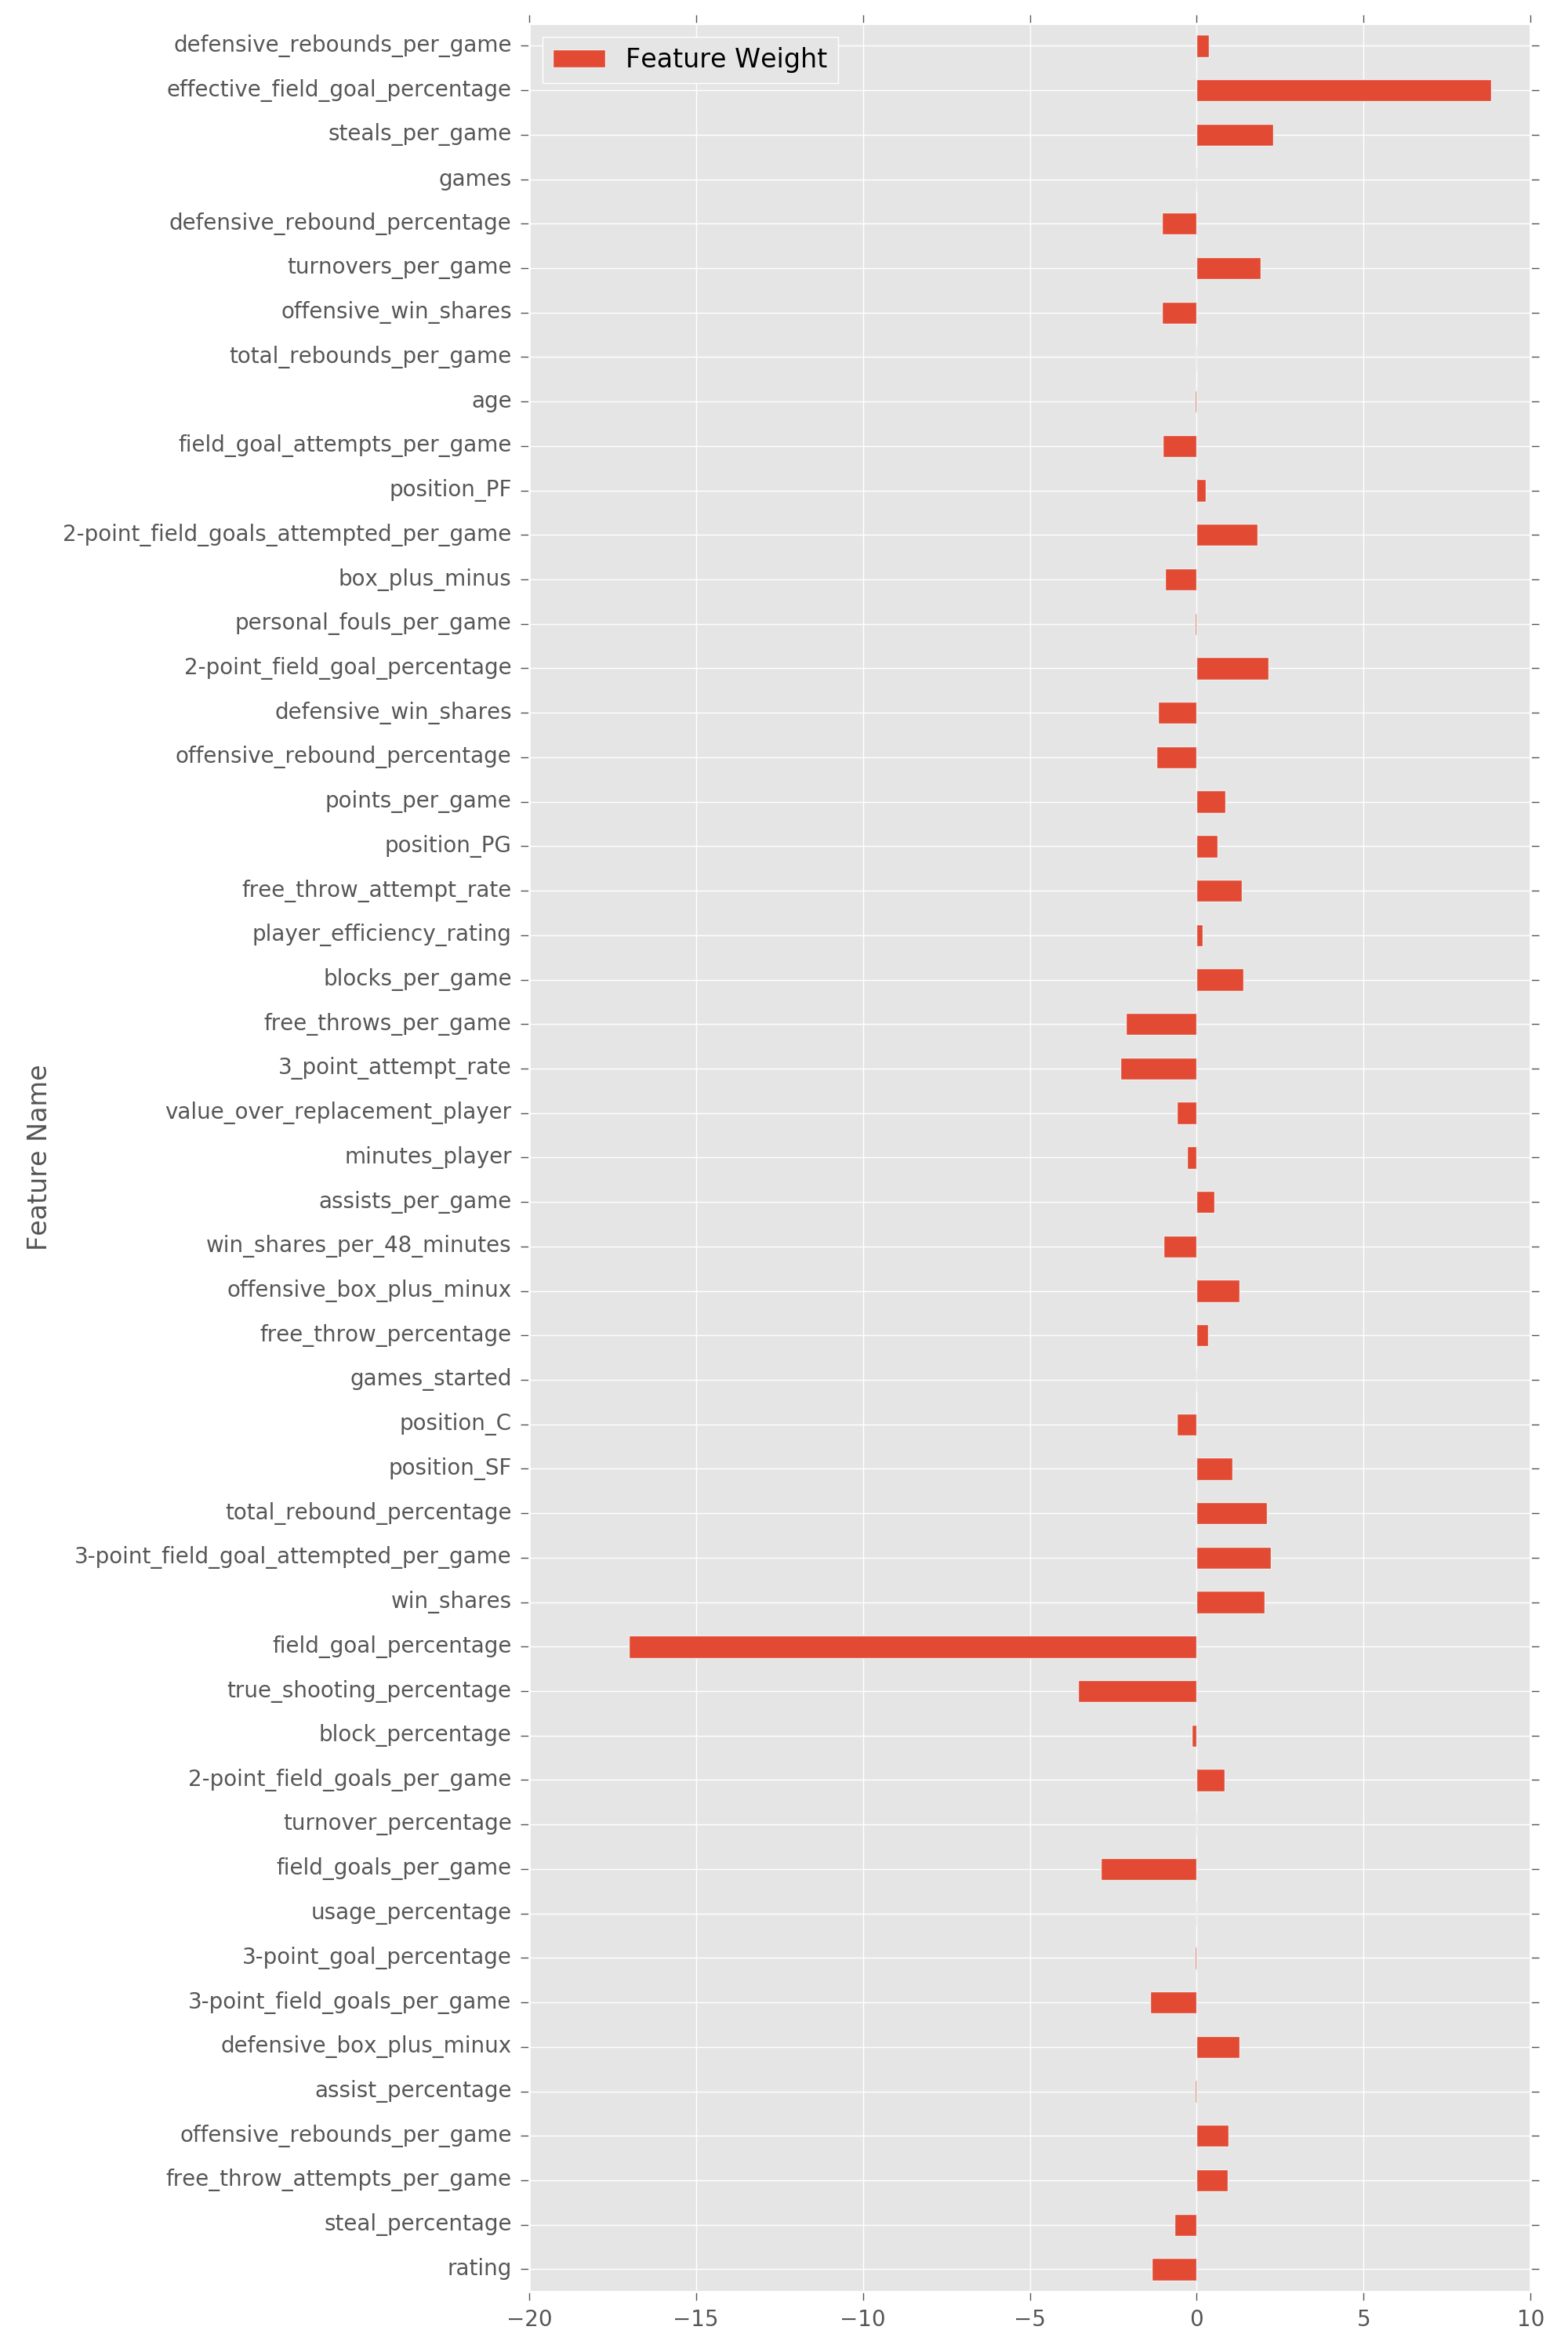 Feature Weight
defensive_rebounds_per_game
effective_field_goal_percentage
steals_per_game
games
defensive_rebound_percentage
turnovers_per_game
offensive_win_shares
total_rebounds_per_game
age
field_goal_attempts_per_game
position_PF
2-point_field_goals_attempted_per_game
box_plus_minus
personal_fouls_per_game
2-point_field_goal_percentage
defensive_win_shares
offensive_rebound_percentage
points_per_game
position_PG
free_throw_attempt_rate
player_efficiency_rating
blocks_per_game
free_throws_per_game
3_point_attempt_rate
value_over_replacement_player
minutes_player
assists_per_game
win_shares_per_48_minutes
offensive_box_plus_minux
free_throw_percentage
games_started
position_C
position_SF
total_rebound_percentage
3-point_field_goal_attempted_per_game
win_shares
field_goal_percentage
true_shooting_percentage
block_percentage
2-point_field_goals_per_game
turnover_percentage
field_goals_per_game
usage_percentage
3-point_goal_percentage
3-point_field_goals_per_game
defensive_box_plus_minux
assist_percentage
offensive_rebounds_per_game
free_throw_attempts_per_game
steal_percentage
rating
Feature Name
−20 −15 −10 −5 0 5 10